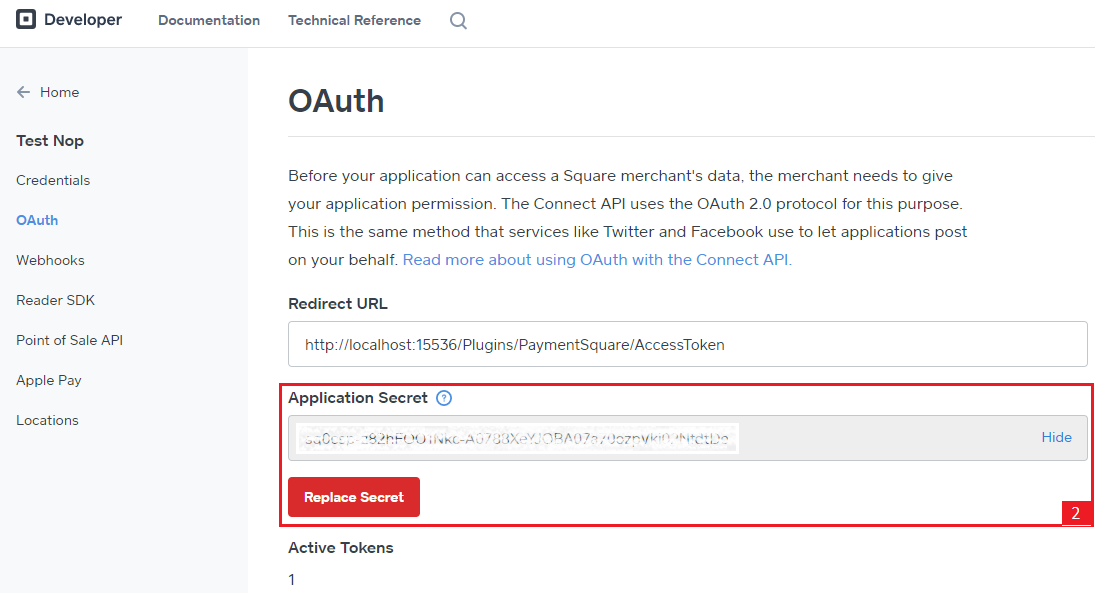 Developer Documentation Technical Reference
Home
Test Nop
Credentials
OAuth
Webhooks
Reader SDK
Point of Sale API
Apple Pay
Locations
OAuth
Before your application can access a Square merchant's data, the merchant needs to give
your application permission. The Connect API uses the OAuth 2.0 protocol for this purpose.
This is the same method that services like Twitter and Facebook use to let applications post
on your behalf. Read more about using OAuth with the Connect API.
Redirect URL
http://localhost:15536/Plugins/PaymentSquare/AccessToken
Application Secret ?
Hide
Replace Secret
2
Active Tokens
1